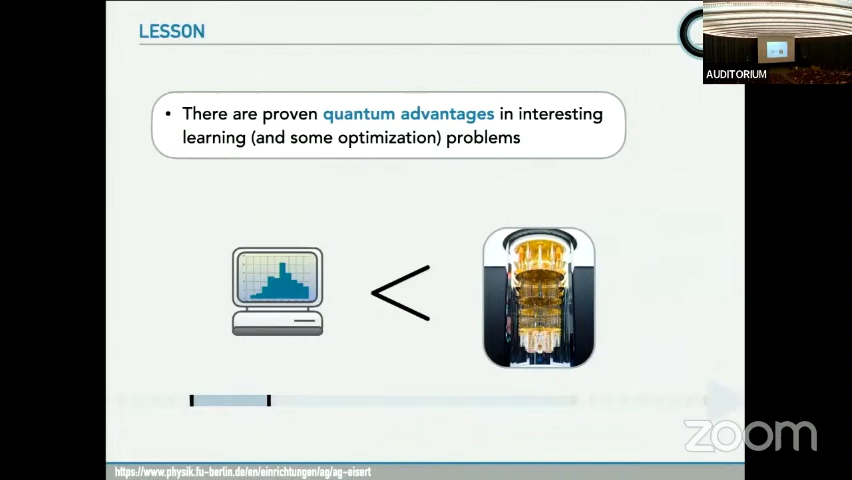 LESSON
AUDITORIUM
• There are proven quantum advantages in interesting
learning (and some optimization) problems
zoom
https://www.physik.fu-berlin.de/en/einrichtungen/ag/ag-eisert